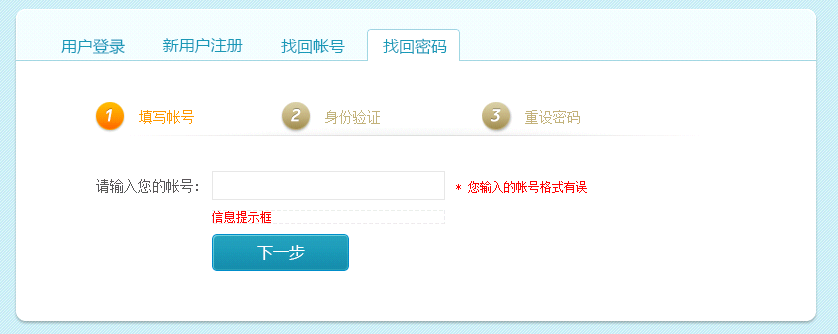 用户登录 新用户注册 找回帐号 找回密码
1 填写帐号 2 身份验证 3 重设密码
请输入您的帐号: * 您输入的帐号格式有误
信息提示框
下一步